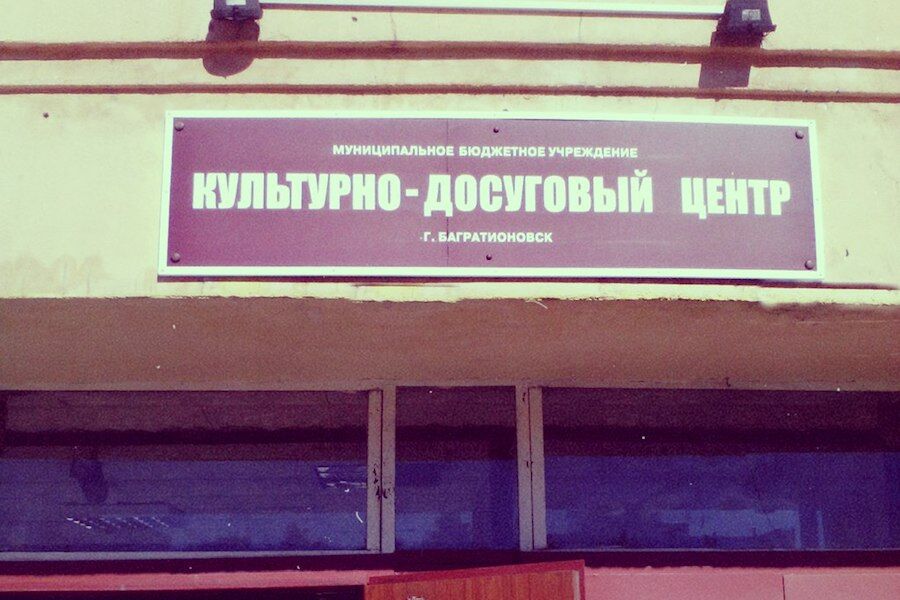 МУНИЦИПАЛЬНОЕ БЮДЖЕТНОЕ УЧРЕЖДЕНИЕ
КУЛЬТУРНО-ДОСУГОВЫЙ ЦЕНТР
Г. БАГРАТИОНОВСК